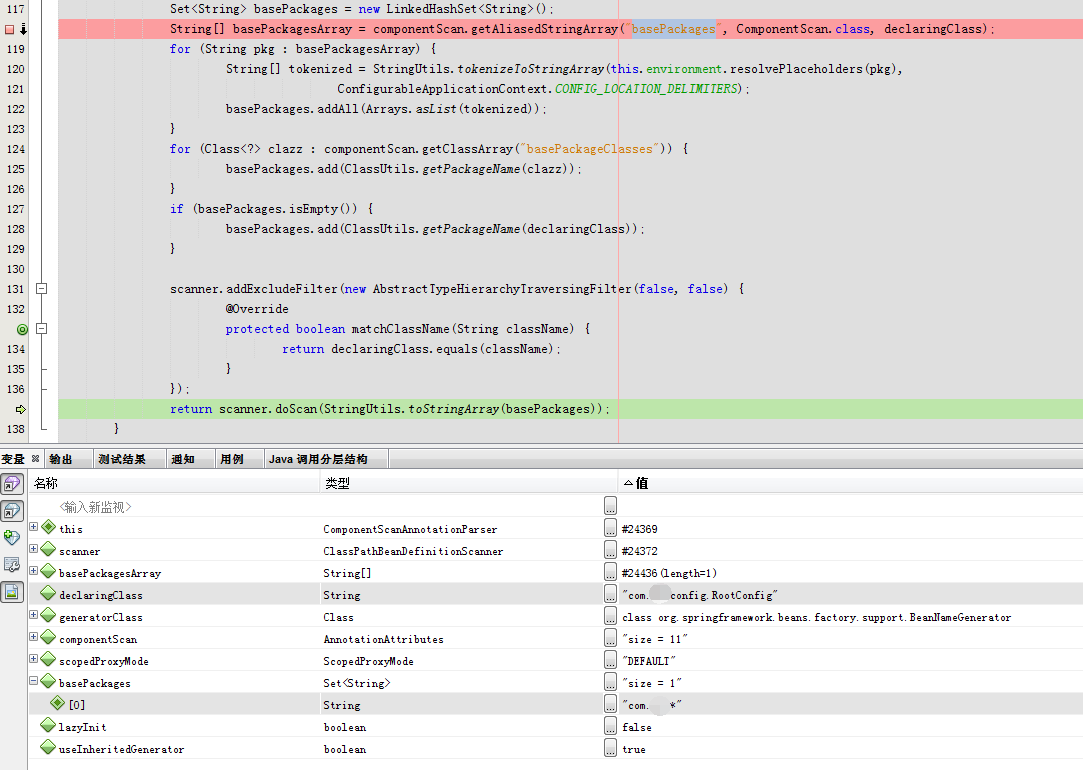 117 Set<String> basePackages = new LinkedHashSet<String>();
String[] basePackagesArray = componentScan.getAliasedStringArray("basePackages", ComponentScan.class, declaringClass);
119 for (String pkg : basePackagesArray) {
120 String[] tokenized = StringUtils.tokenizeToStringArray(this.environment.resolvePlaceholders(pkg),
121 ConfigurableApplicationContext.CONFIG_LOCATION_DELIMITERS);
122 basePackages.addAll(Arrays.asList(tokenized));
123 }
124 for (Class<?> clazz : componentScan.getClassArray("basePackageClasses")) {
125 basePackages.add(ClassUtils.getPackageName(clazz));
126 }
127 if (basePackages.isEmpty()) {
128 basePackages.add(ClassUtils.getPackageName(declaringClass));
129 }
130
131 scanner.addExcludeFilter(new AbstractTypeHierarchyTraversingFilter(false, false) {
132 @Override
protected boolean matchClassName(String className) {
134 return declaringClass.equals(className);
135 }
136 });
return scanner.doScan(StringUtils.toStringArray(basePackages));
138 }
变量 输出 测试结果 通知 用例 Java 调用分层结构
名称 类型 值
<输入新监视> ...
this ComponentScanAnnotationParser ... #24369
scanner ClassPathBeanDefinitionScanner ... #24372
basePackagesArray String[] ... #24436(length=1)
declaringClass String ... "com. config.RootConfig"
generatorClass Class ... class org.springframework.beans.factory.support.BeanNameGenerator
componentScan AnnotationAttributes ... "size = 11"
scopedProxyMode ScopedProxyMode ... "DEFAULT"
basePackages Set<String> ... "size = 1"
[0] String ... "com. *"
lazyInit boolean ... false
useInheritedGenerator boolean ... true